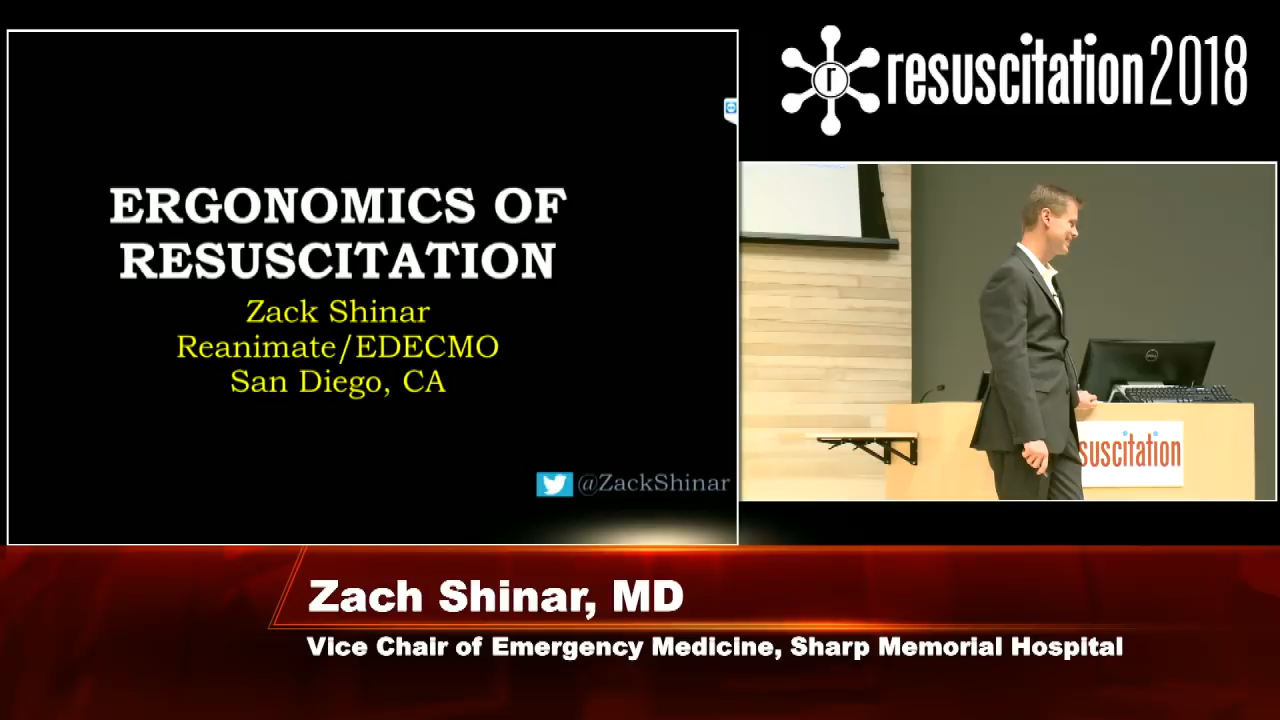 ERGONOMICS OF
RESUSCITATION
Zack Shinar
Reanimate/EDECMO
San Diego, CA
@ZackShinar
r
resuscitation2018
DELL
suscitation
Zach Shinar, MD
Vice Chair of Emergency Medicine, Sharp Memorial Hospital